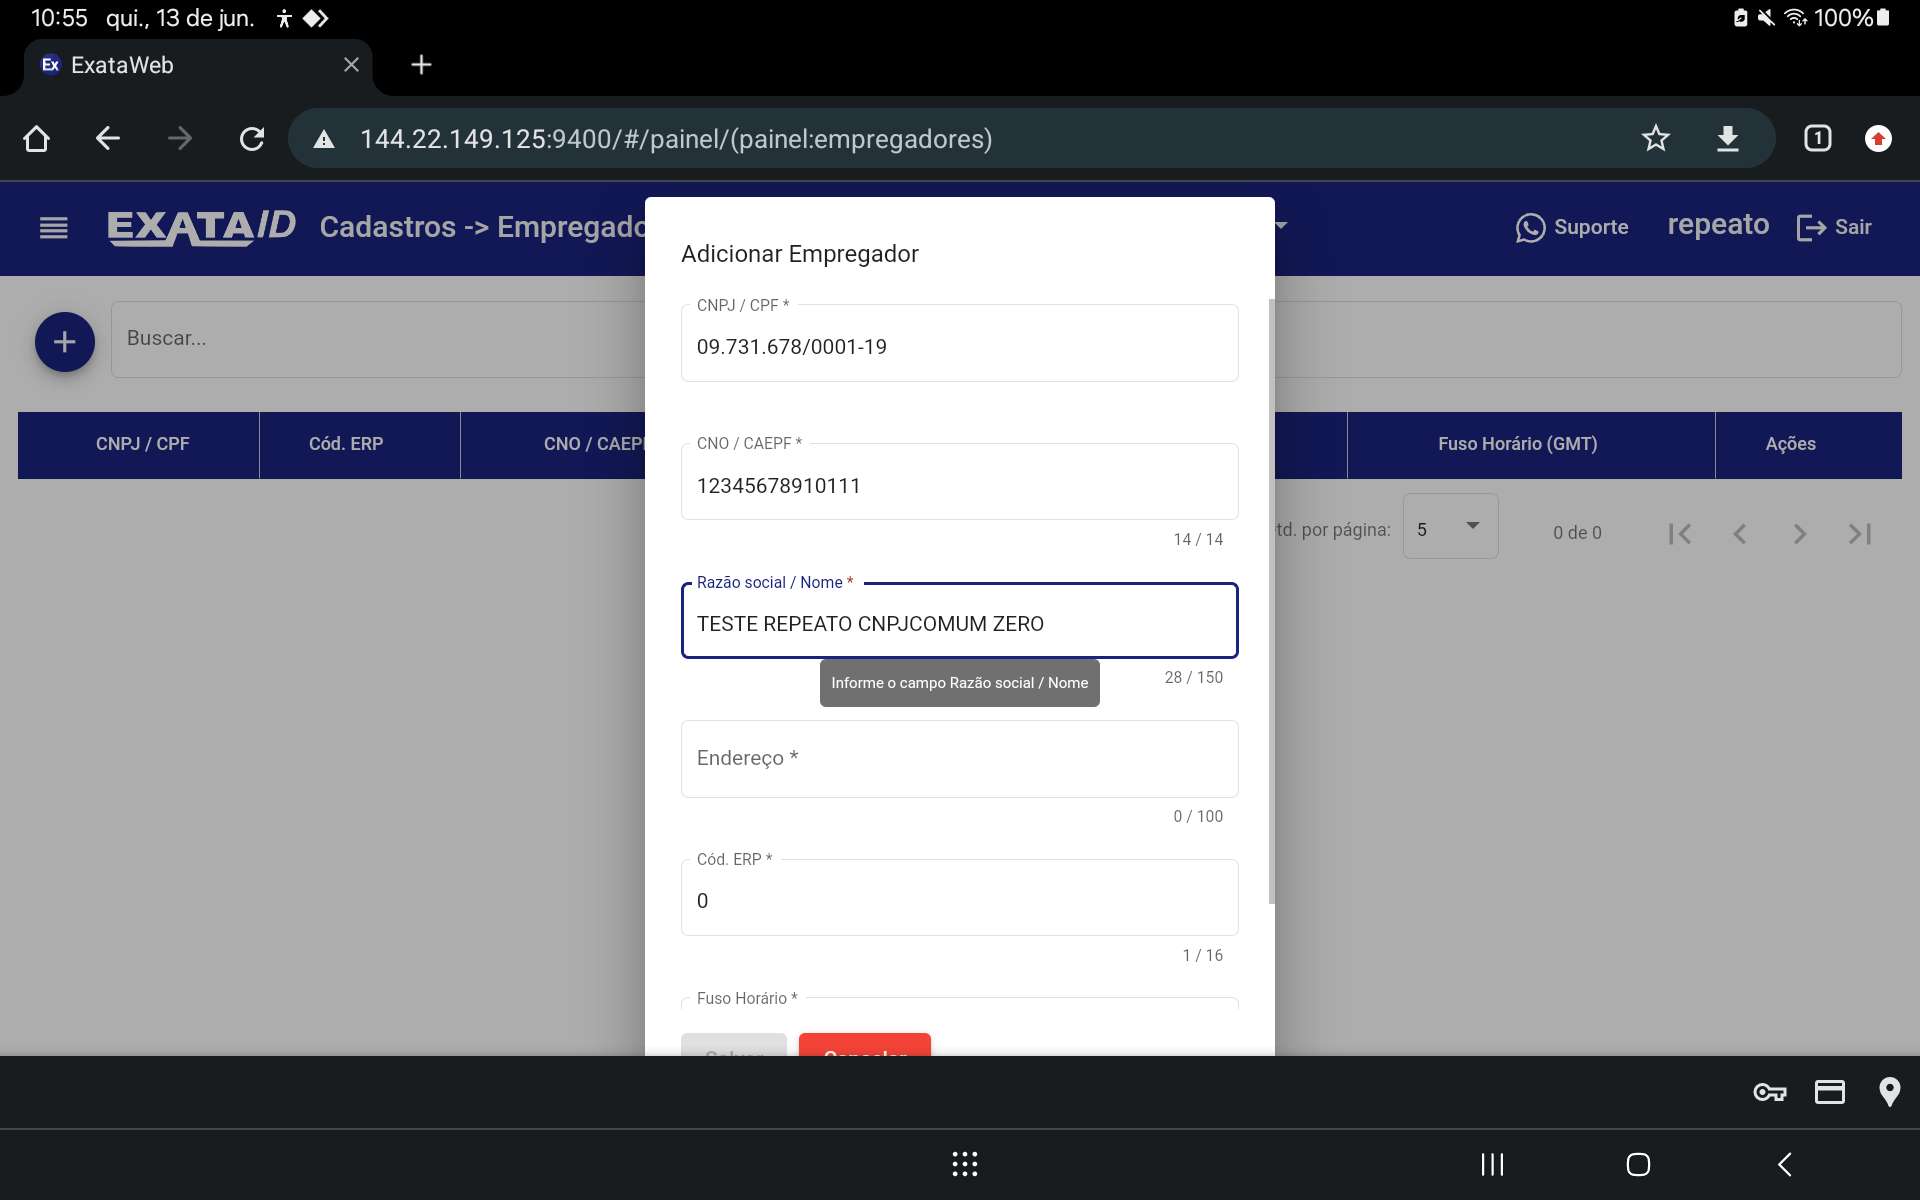 10:55 qui., 13 de jun. 100%
Ex ExataWeb
144.22.149.125:9400/#/painel/(painel:empregadores) 1
EXATA ID Cadastros -> Empregado Suporte repeato Sair
Adicionar Empregador
CNPJ / CPF *
Buscar...
09.731.678/0001-19
CNPJ / CPF Cód. ERP CNO / CAEPF CNO / CAEPF * Fuso Horário (GMT) Ações
12345678910111
14 / 14 td. por página: 5 0 de 0
Razão social / Nome *
TESTE REPEATO CNPJCOMUM ZERO
28 / 150
Informe o campo Razão social / Nome
Endereço *
0 / 100
Cód. ERP *
0
1 / 16
Fuso Horário *
Salvar Cancelar